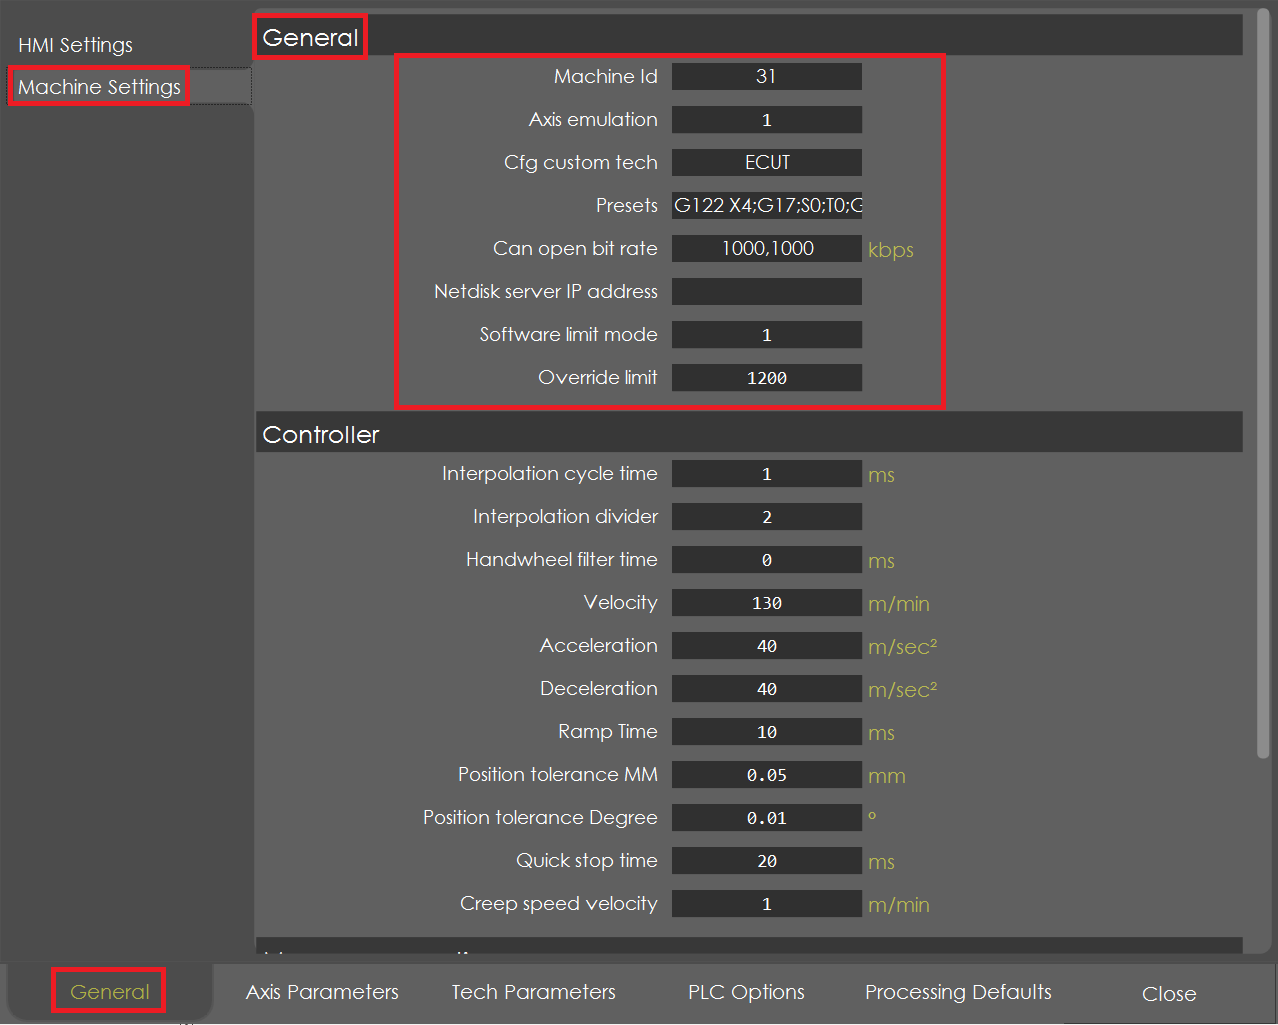 HMI Settings
Machine Settings
General
Machine Id 31
Axis emulation 1
Cfg custom tech ECUT
Presets G122 X4;G17;S0;T0;G
Can open bit rate 1000,1000 kbps
Netdisk server IP address
Software limit mode 1
Override limit 1200
Controller
Interpolation cycle time 1 ms
Interpolation divider 2
Handwheel filter time 0 ms
Velocity 130 m/min
Acceleration 40 m/sec²
Deceleration 40 m/sec²
Ramp Time 10 ms
Position tolerance MM 0.05 mm
Position tolerance Degree 0.01 °
Quick stop time 20 ms
Creep speed velocity 1 m/min
General Axis Parameters Tech Parameters PLC Options Processing Defaults Close